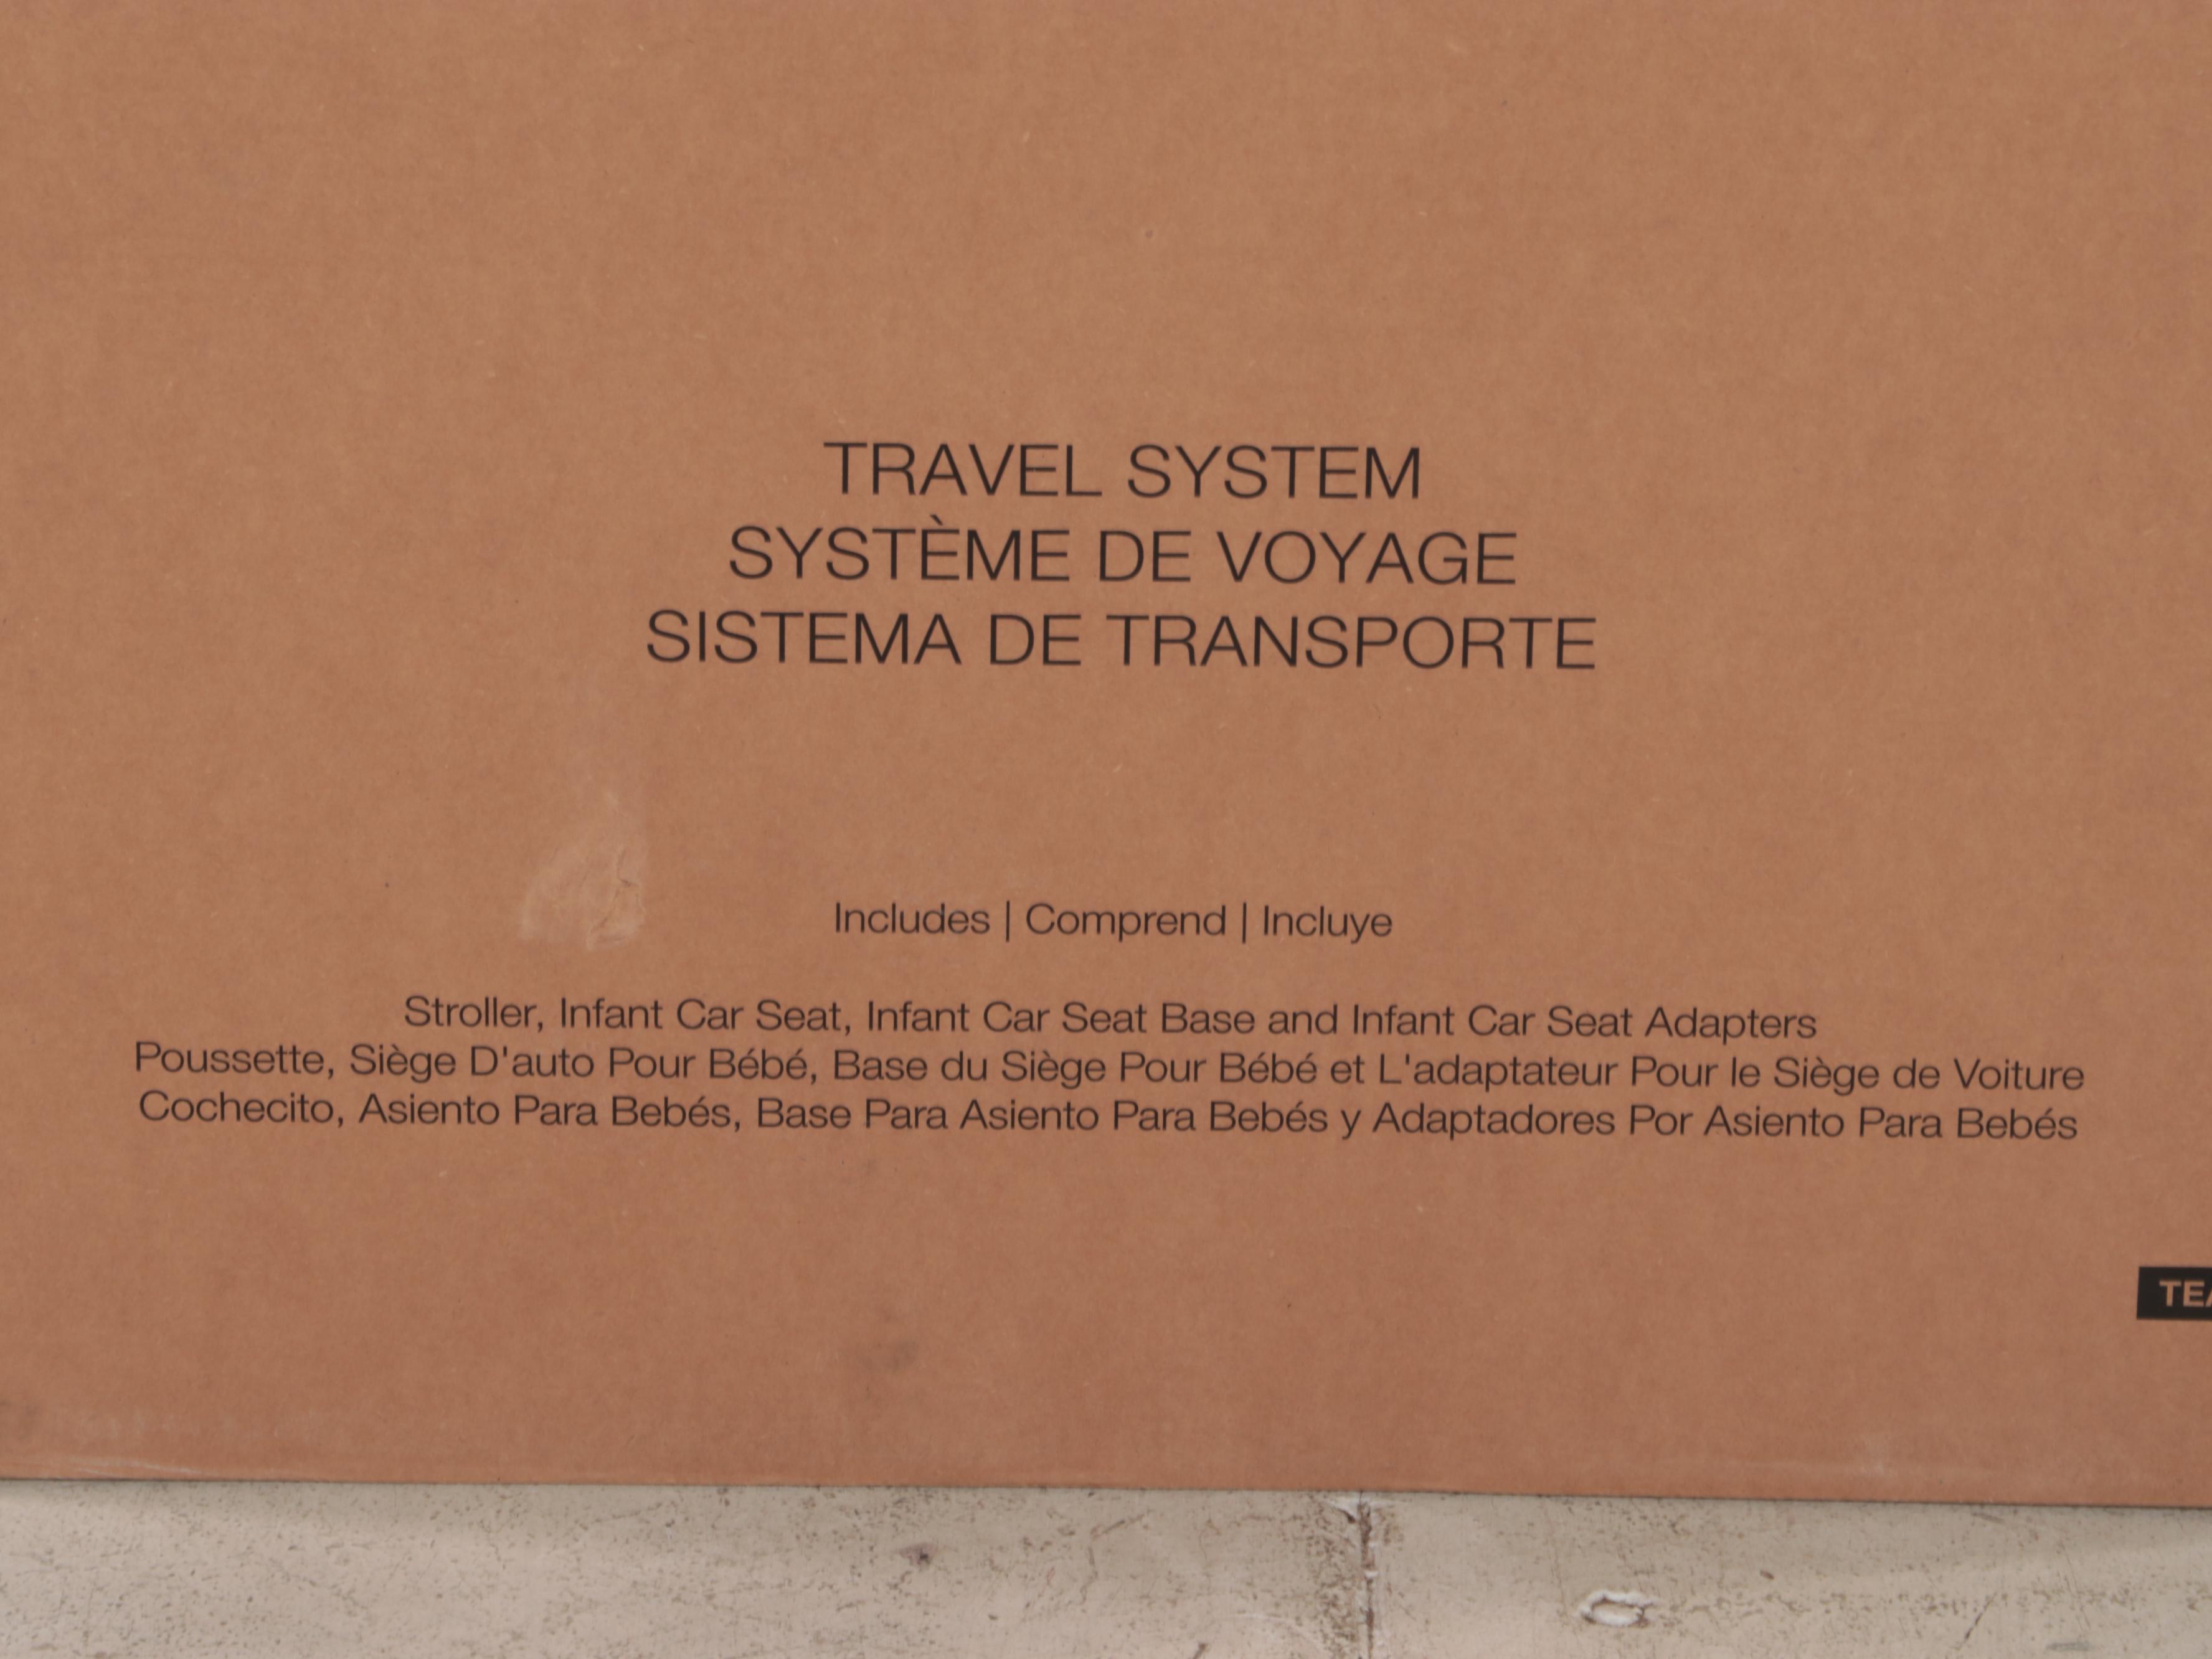 TRAVEL SYSTEM
SYSTÈME DE VOYAGE
SISTEMA DE TRANSPORTE
Includes | Comprend | Incluye
Stroller, Infant Car Seat, Infant Car Seat Base and Infant Car Seat Adapters
Poussette, Siège D'auto Pour Bébé, Base du Siège Pour Bébé et L'adaptateur Pour le Siège de Voiture
Cochecito, Asiento Para Bebés, Base Para Asiento Para Bebés y Adaptadores Por Asiento Para Bebés